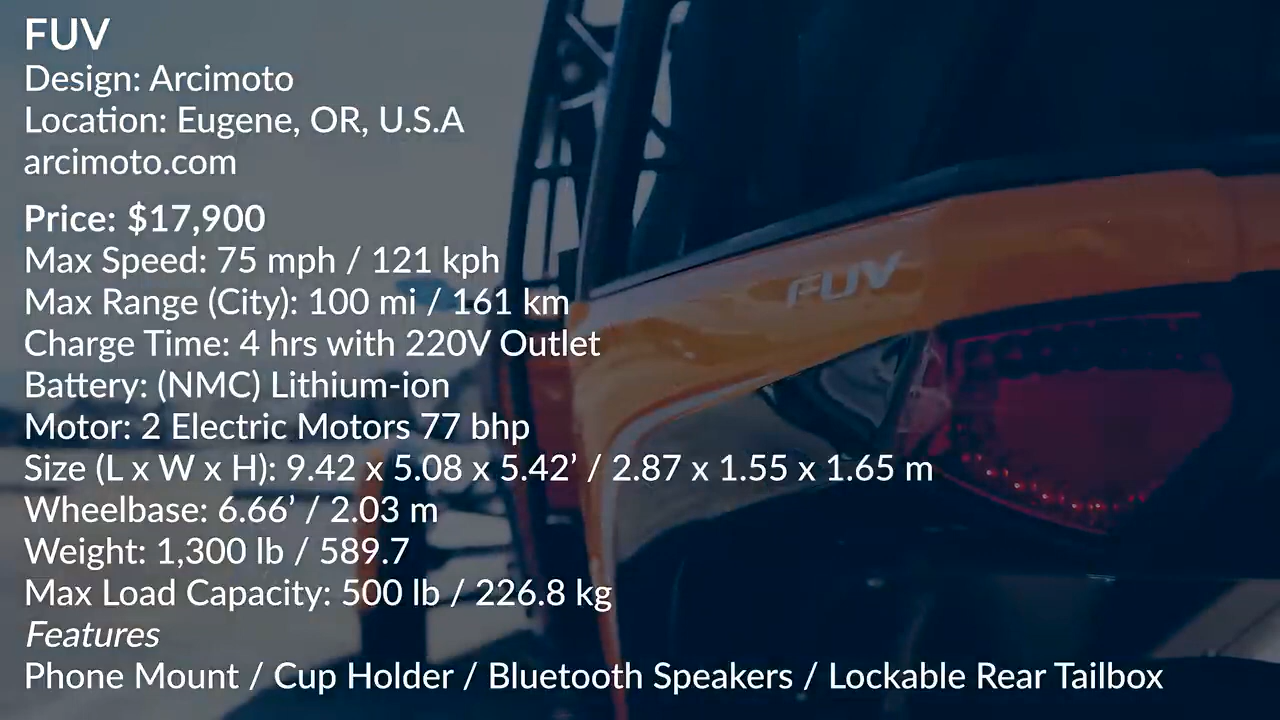 FUV
Design: Arcimoto
Location: Eugene, OR, U.S.A
arcimoto.com
Price: $17,900
Max Speed: 75 mph / 121 kph
Max Range (City): 100 mi / 161 km
FUV
Charge Time: 4 hrs with 220V Outlet
Battery: (NMC) Lithium-ion
Motor: 2 Electric Motors 77 bhp
Size (L x W x H): 9.42 x 5.08 x 5.42’ / 2.87 x 1.55 x 1.65 m
Wheelbase: 6.66’ / 2.03 m
Weight: 1,300 lb / 589.7
Max Load Capacity: 500 lb / 226.8 kg
Features
Phone Mount / Cup Holder / Bluetooth Speakers / Lockable Rear Tailbox